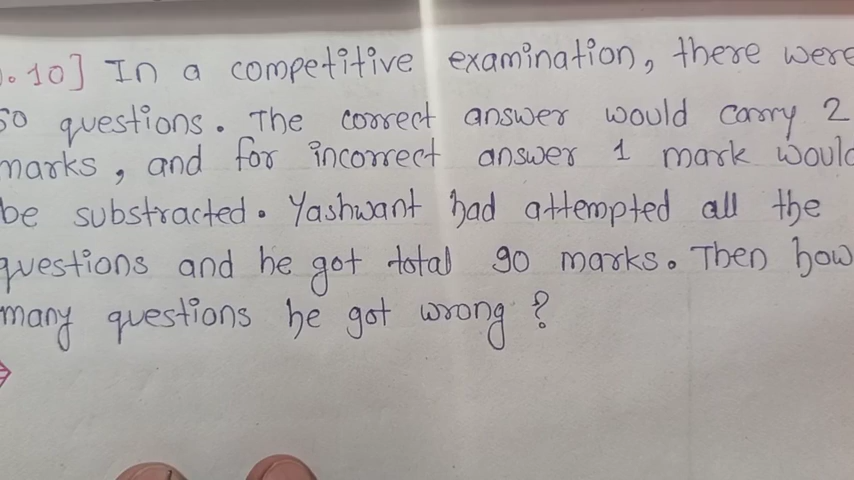 .10] In a competitive examination, there were
questions. The correct answer would carry 2
marks, and for incorrect answer 1 mark would
be substracted. Yashwant had attempted all the
questions and he got total 90 marks. Then how
many questions he got wrong ?